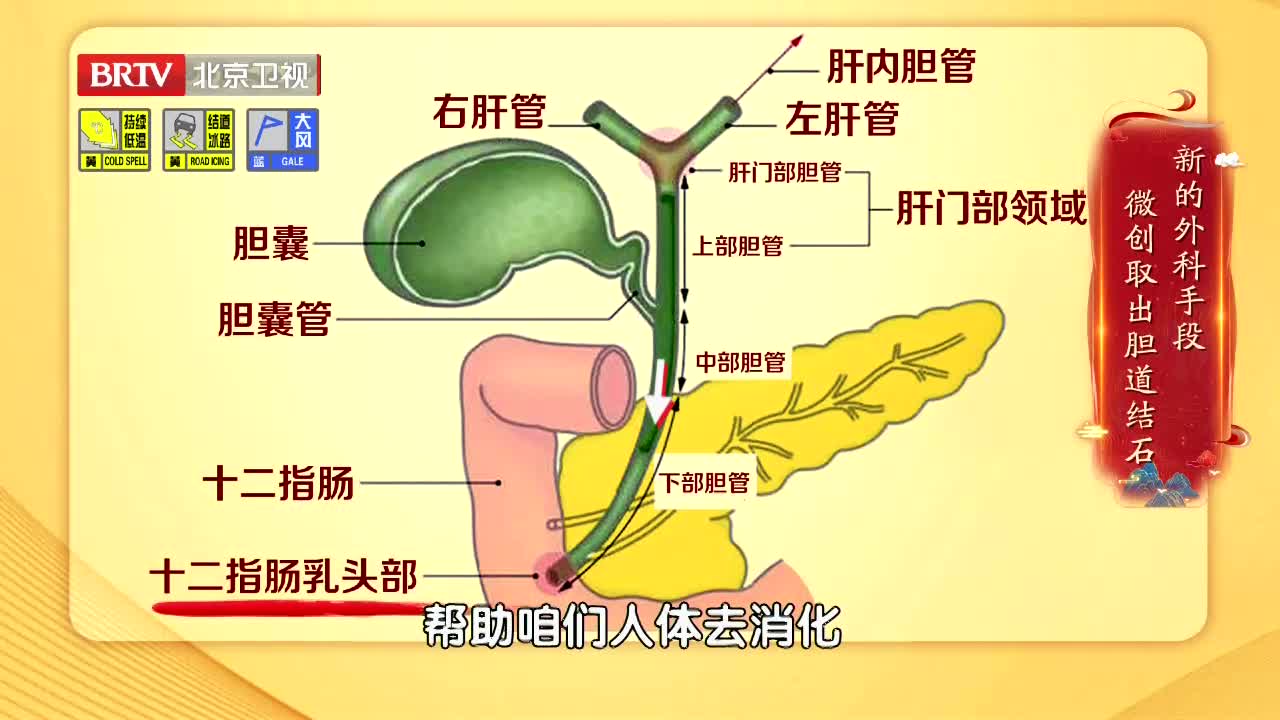 BRTV 北京卫视
持续低温
黄 COLD SPELL
结道冰路
黄 ROAD ICING
大风
蓝 GALE
肝内胆管
右肝管
左肝管
肝门部胆管
肝门部领域
上部胆管
胆囊
胆囊管
中部胆管
下部胆管
十二指肠
十二指肠乳头部
新的外科手段
微创取出胆道结石
帮助咱们人体去消化